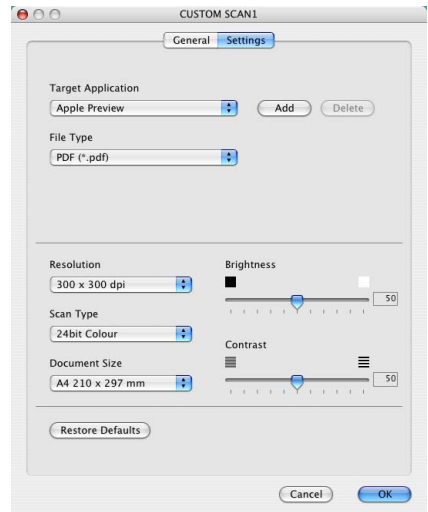 CUSTOM SCAN1
General Settings
Target Application
Apple Preview Add Delete
File Type
PDF (*.pdf)
Resolution
300 x 300 dpi
Scan Type
24bit Colour
Document Size
A4 210 x 297 mm
Brightness
50
Contrast
50
Restore Defaults
Cancel OK